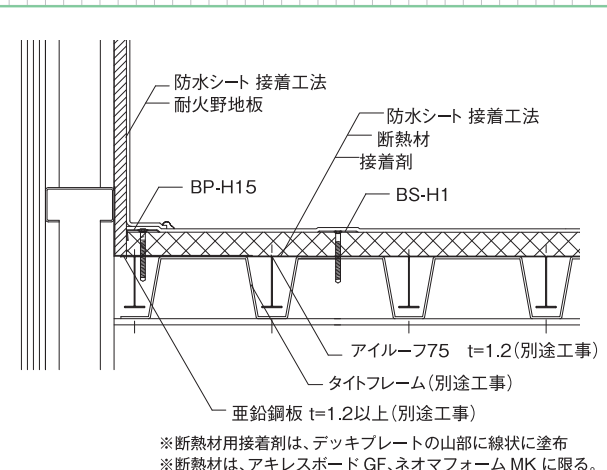 防水シート 接着工法
耐火野地板
防水シート 接着工法
断熱材
接着剤
BP-H15
BS-H1
アイルーフ75 t=1.2(別途工事)
タイトフレーム(別途工事)
亜鉛鋼板 t=1.2以上(別途工事)
※断熱材用接着剤は、デッキプレートの山部に線状に塗布
※断熱材は、アキレスボード GF、ネオマフォーム MK に限る。